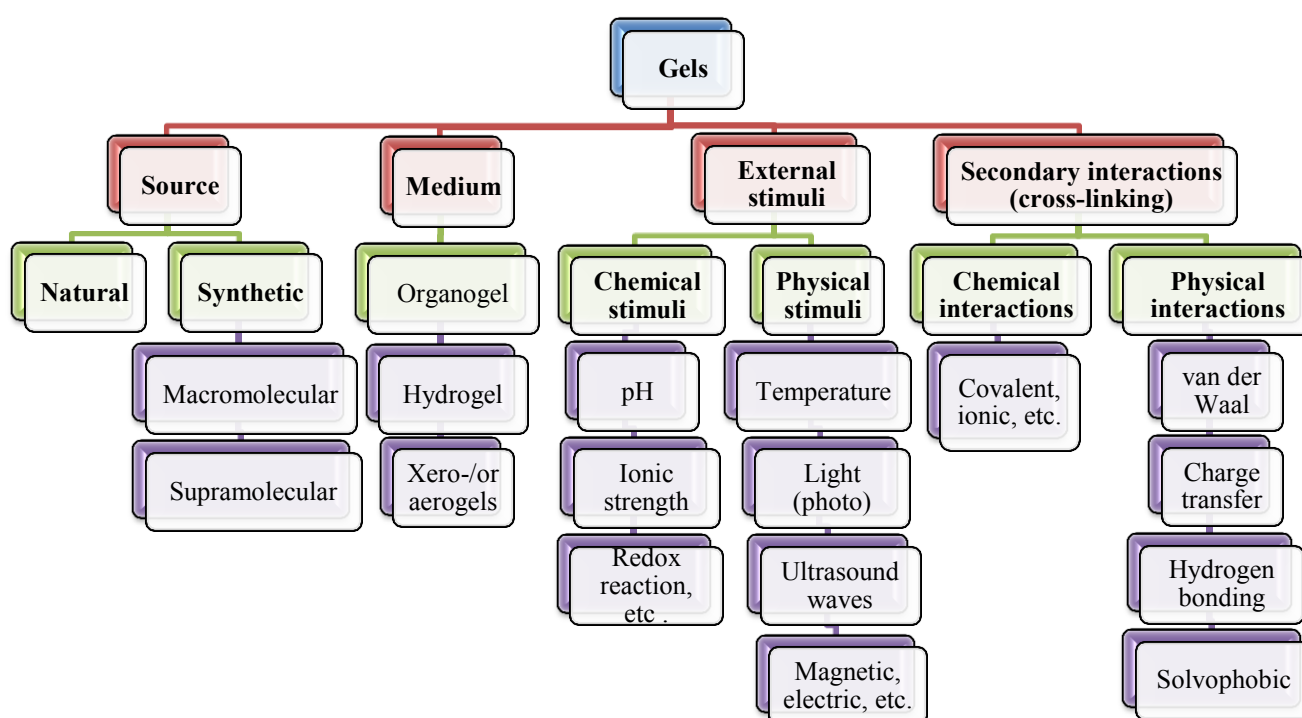 Gels
Source
Medium
External
stimuli
Secondary interactions
(cross-linking)
Natural
Synthetic
Organogel
Chemical
stimuli
Physical
stimuli
Chemical
interactions
Physical
interactions
Macromolecular
Supramolecular
Hydrogel
Xero-/or
aerogels
pH
Ionic
strength
Redox
reaction,
etc .
Temperature
Light
(photo)
Ultrasound
waves
Magnetic,
electric, etc.
Covalent,
ionic, etc.
van der
Waal
Charge
transfer
Hydrogen
bonding
Solvophobic